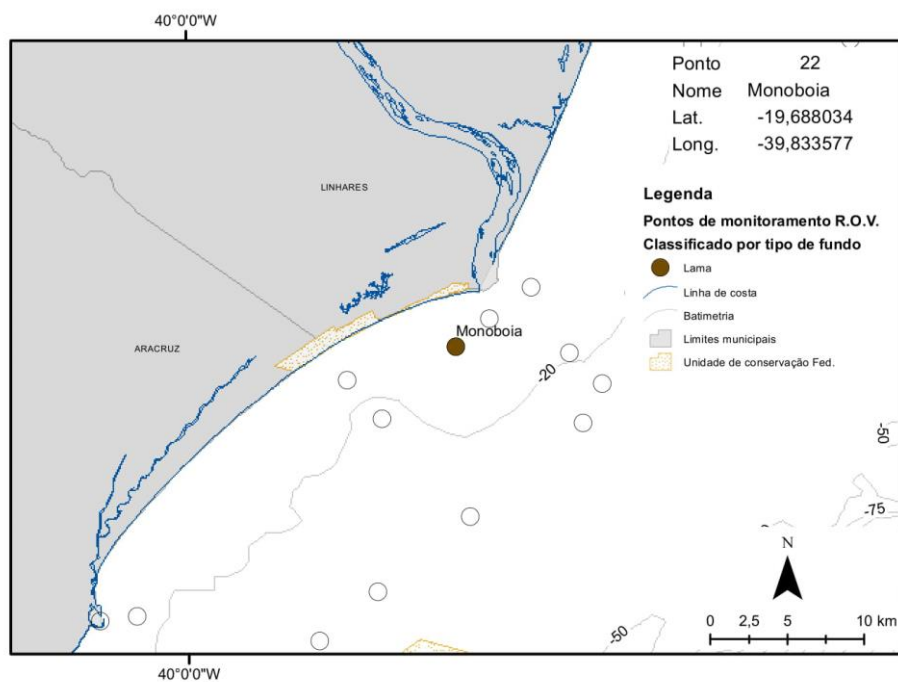 40°0'0"W
Ponto 22
Nome Monoboia
Lat. -19,688034
Long. -39,833577
LINHARES
Legenda
Pontos de monitoramento R.O.V.
Classificado por tipo de fundo
Lama
Linha de costa
Batimetria
Limites municipais
Unidade de conservação Fed.
Monoboia
ARACRUZ
-20
-50
-75
N
0 2,5 5 10 km
-50
40°0'0"W